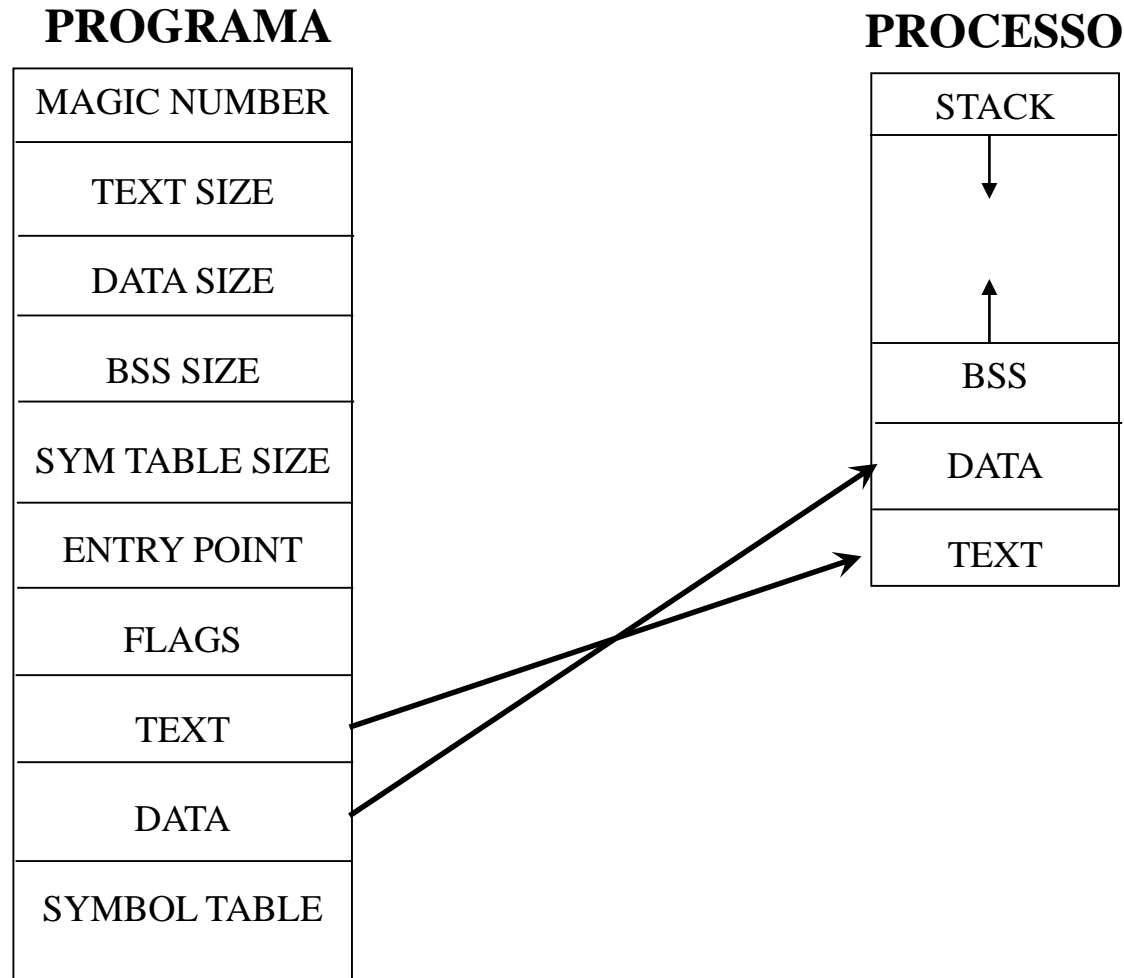 PROGRAMA
MAGIC NUMBER
TEXT SIZE
DATA SIZE
BSS SIZE
SYM TABLE SIZE
ENTRY POINT
FLAGS
TEXT
DATA
SYMBOL TABLE
PROCESSO
STACK
BSS
DATA
TEXT